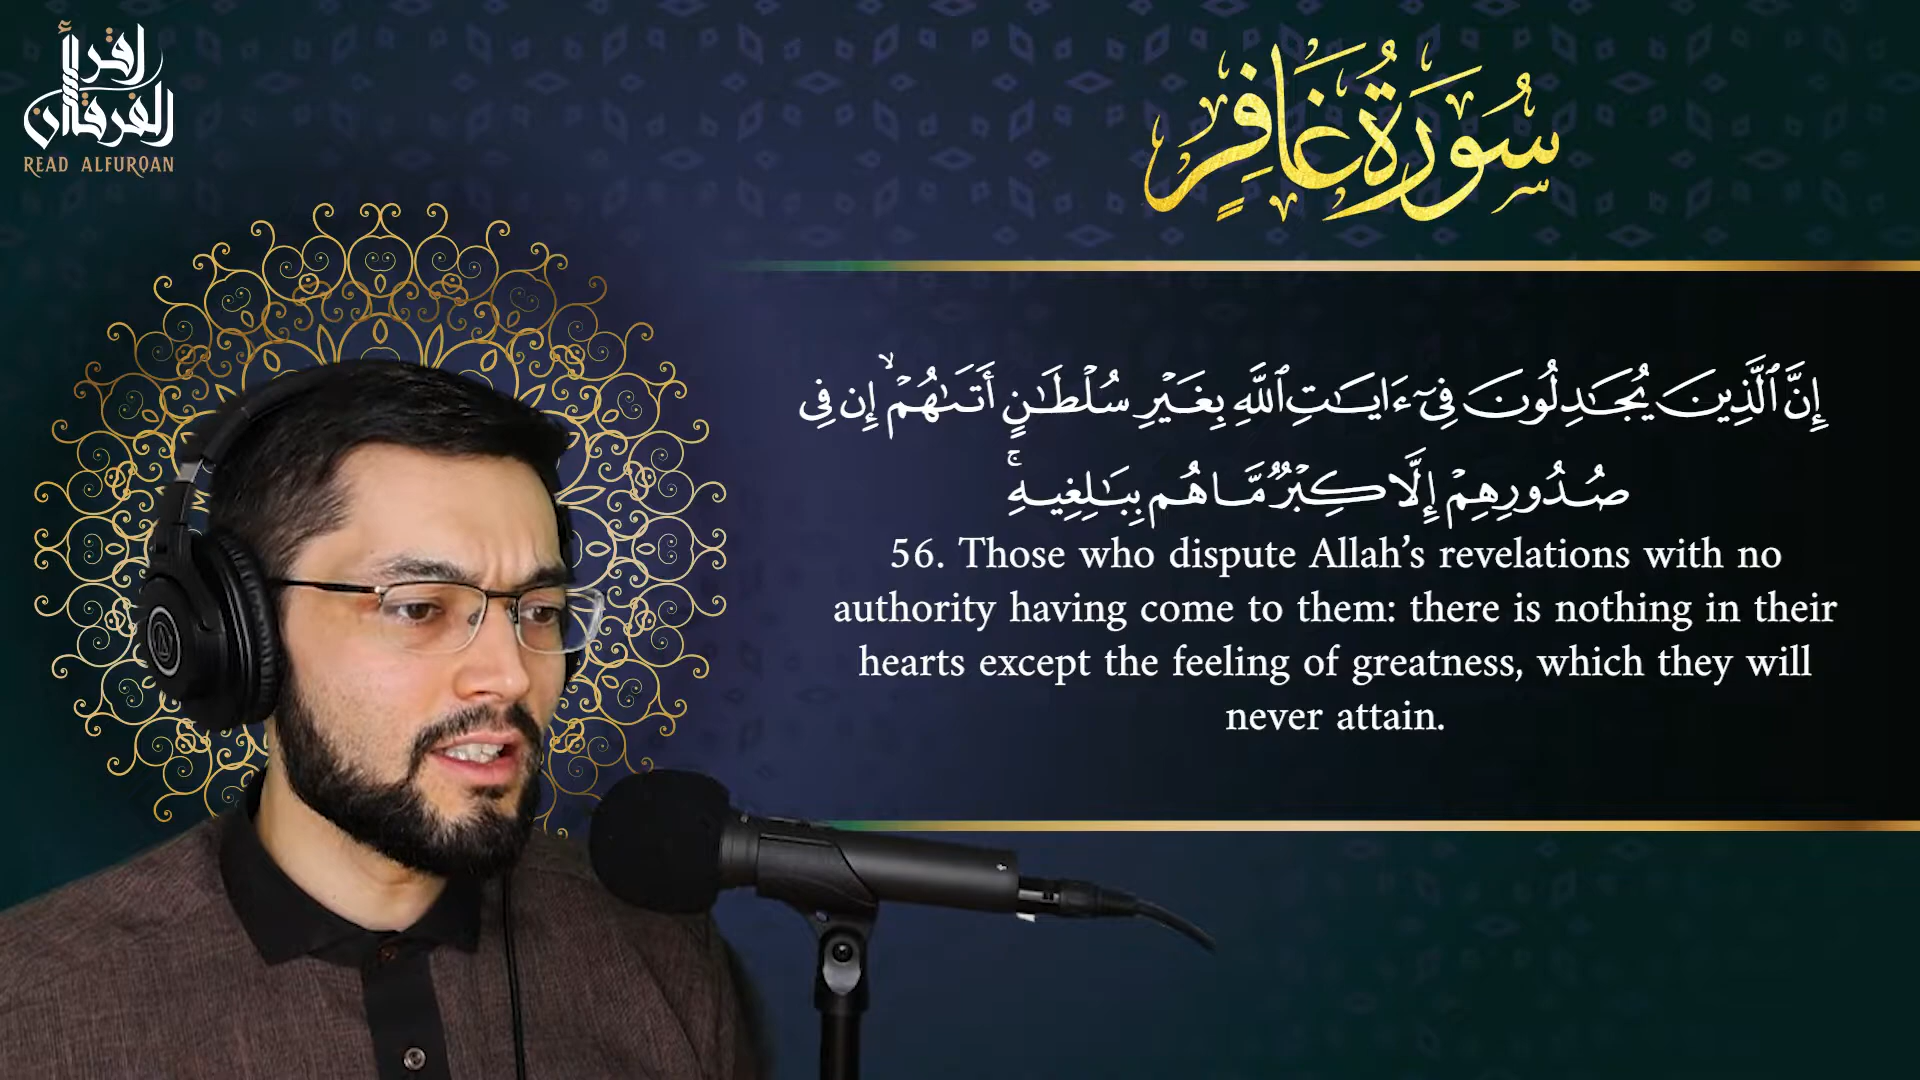 اقرأ
الفرقان
READ ALFURQAN
سُورَةُ غَافِرٍ
إِنَّ ٱلَّذِينَ يُجَـٰدِلُونَ فِىٓ ءَايَـٰتِ ٱللَّهِ بِغَيْرِ سُلْطَـٰنٍ أَتَىٰهُمْ ۙ إِن فِى
صُدُورِهِمْ إِلَّا كِبْرٌ مَّا هُم بِبَـٰلِغِيهِ ۚ
56. Those who dispute Allah’s revelations with no
authority having come to them: there is nothing in their
hearts except the feeling of greatness, which they will
never attain.